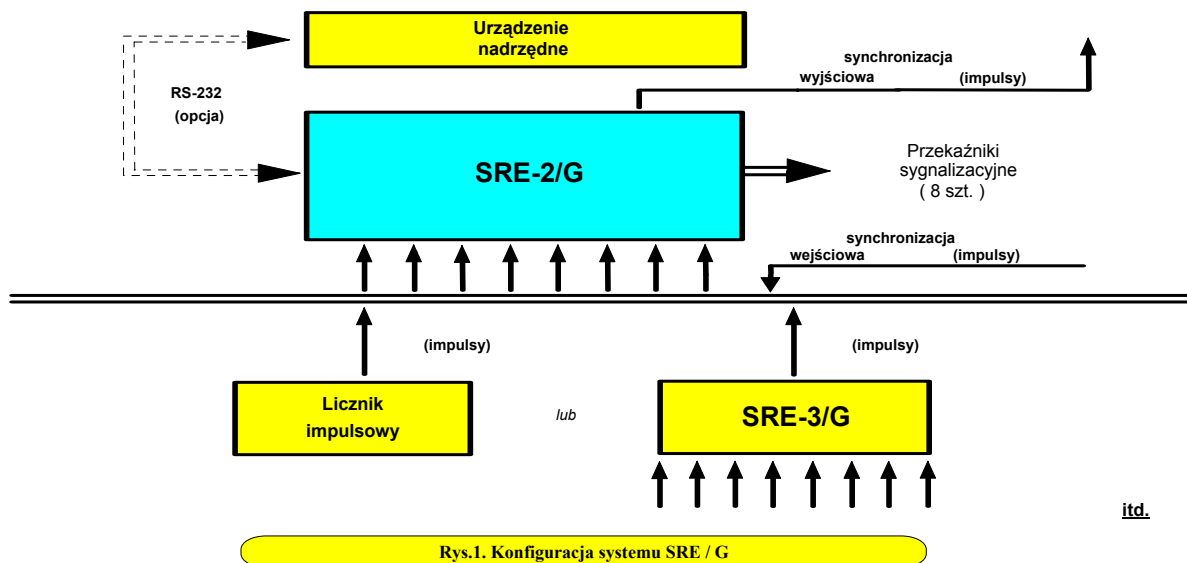 Urządzenie
nadrzędne
synchronizacja
wyjściowa (impulsy)
RS-232
(opcja)
SRE-2/G
Przekaźniki
sygnalizacyjne
( 8 szt. )
synchronizacja
wejściowa (impulsy)
(impulsy)
(impulsy)
Licznik
impulsowy
lub
SRE-3/G
itd.
Rys.1. Konfiguracja systemu SRE / G